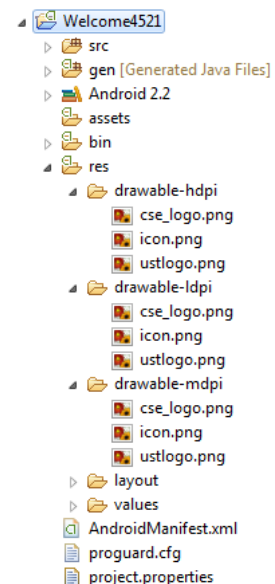 Welcome4521
src
gen [Generated Java Files]
Android 2.2
assets
bin
res
drawable-hdpi
cse_logo.png
icon.png
ustlogo.png
drawable-ldpi
cse_logo.png
icon.png
ustlogo.png
drawable-mdpi
cse_logo.png
icon.png
ustlogo.png
layout
values
AndroidManifest.xml
proguard.cfg
project.properties